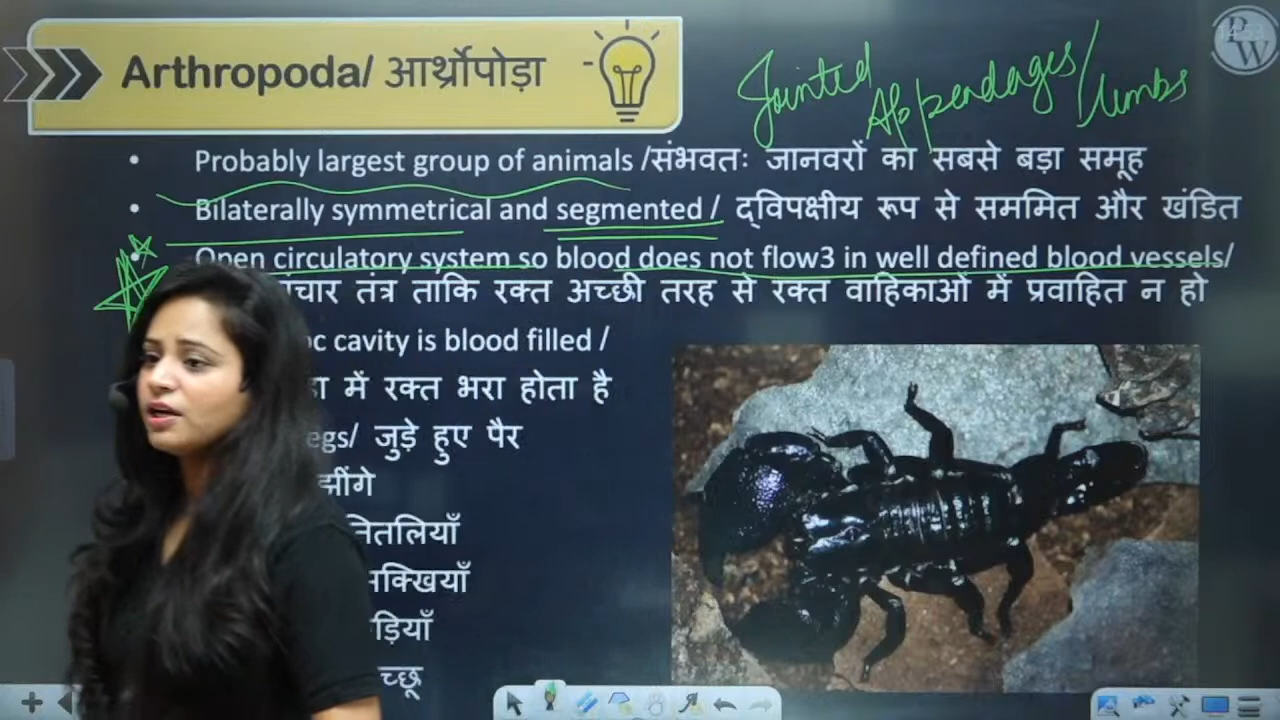 Arthropoda/ आर्थ्रोपोड़ा
Jointed Appendages/limbs
PW
Probably largest group of animals /संभवतः जानवरों का सबसे बड़ा समूह
Bilaterally symmetrical and segmented / द्विपक्षीय रूप से सममित और खंडित
Open circulatory system so blood does not flow3 in well defined blood vessels/
संचार तंत्र ताकि रक्त अच्छी तरह से रक्त वाहिकाओं में प्रवाहित न हो
cavity is blood filled /
में रक्त भरा होता है
जुड़े हुए पैर
झींगे
तितलियाँ